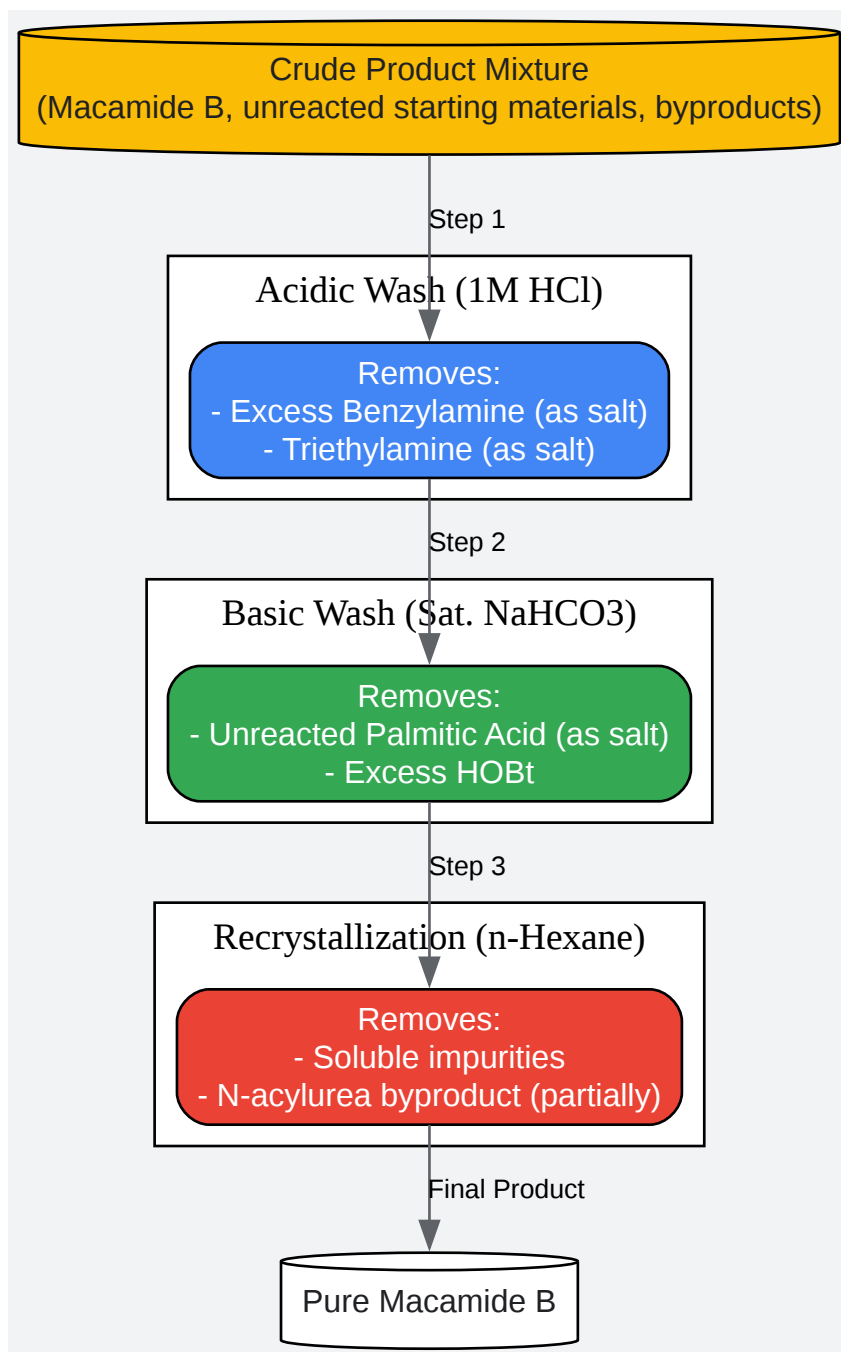 Crude Product Mixture
(Macamide B, unreacted starting materials, byproducts)
Step 1
Acidic Wash (1M HCl)
Removes:
- Excess Benzylamine (as salt)
- Triethylamine (as salt)
Step 2
Basic Wash (Sat. NaHCO3)
Removes:
- Unreacted Palmitic Acid (as salt)
- Excess HOBt
Step 3
Recrystallization (n-Hexane)
Removes:
- Soluble impurities
- N-acylurea byproduct (partially)
Final Product
Pure Macamide B